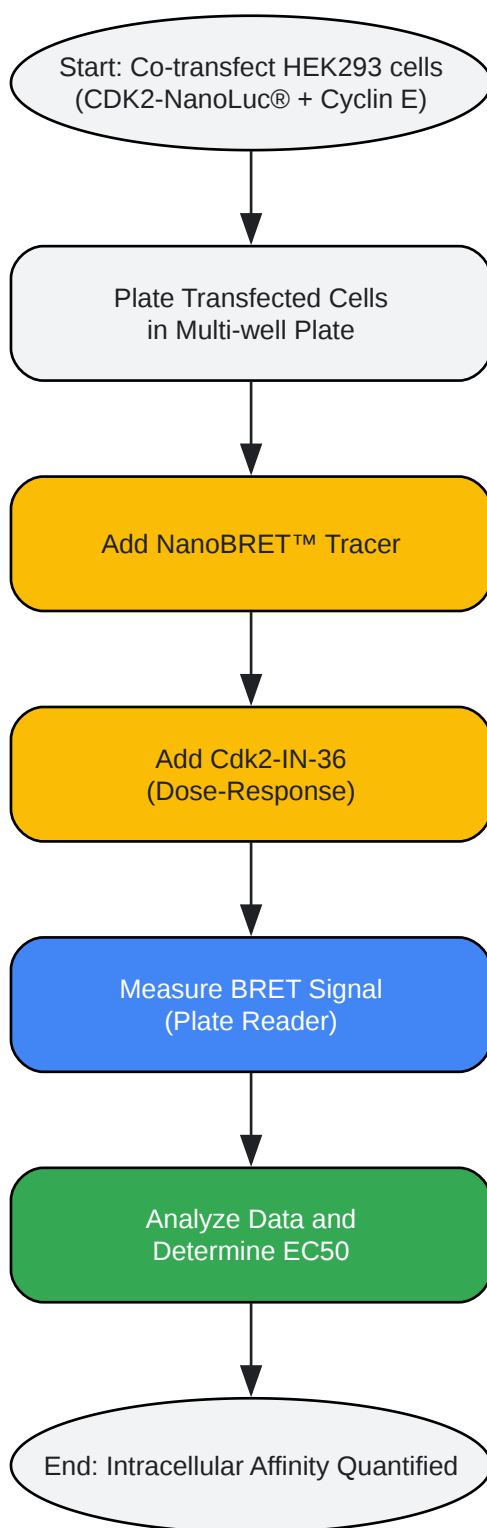 Start: Co-transfect HEK293 cells
(CDK2-NanoLuc® + Cyclin E)
Plate Transfected Cells
in Multi-well Plate
Add NanoBRET™ Tracer
Add Cdk2-IN-36
(Dose-Response)
Measure BRET Signal
(Plate Reader)
Analyze Data and
Determine EC50
End: Intracellular Affinity Quantified